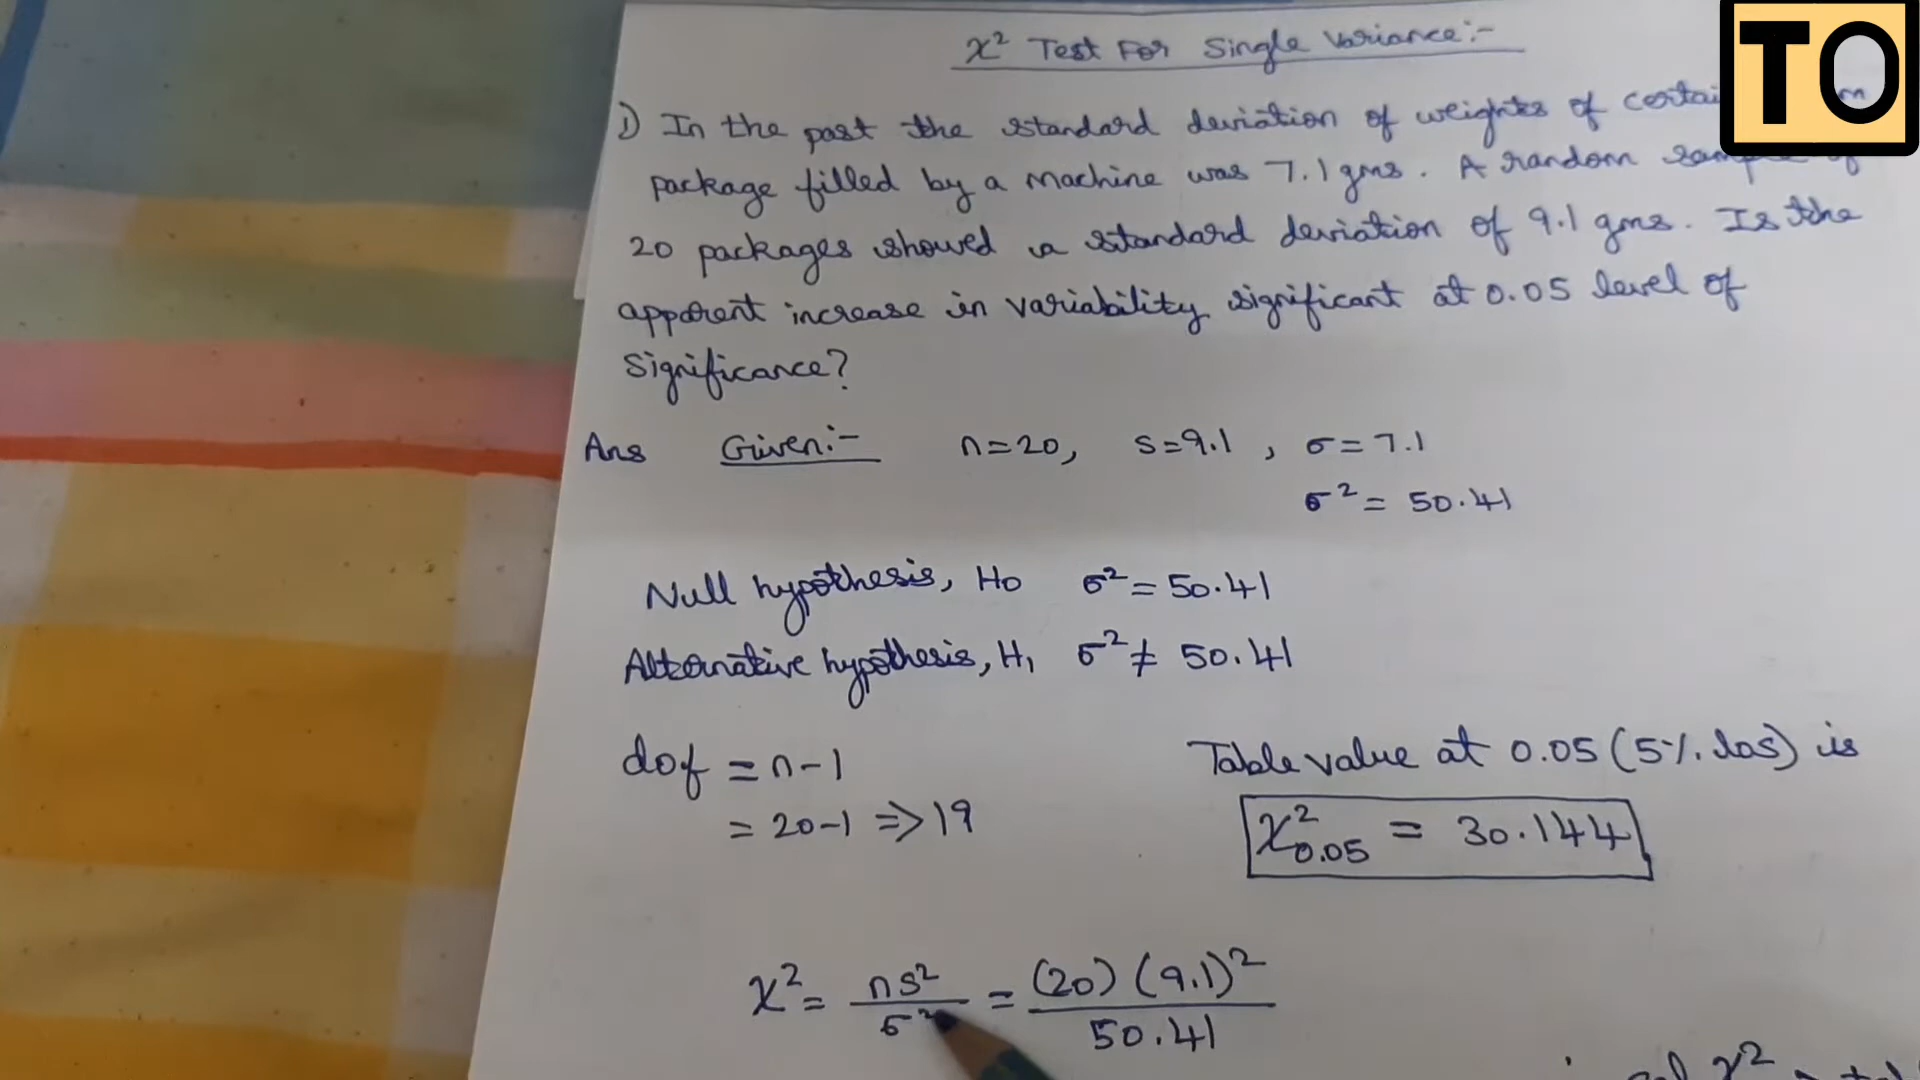 χ² Test For Single Variance:-
TO
1) In the past the standard deviation of weights of certai
package filled by a machine was 7.1 gms. A random sample of
20 packages showed a standard deviation of 9.1 gms. Is the
apparent increase in variability significant at 0.05 level of
significance?
Ans Given:- n=20, s=9.1, σ=7.1
σ² = 50.41
Null hypothesis, H₀ σ² = 50.41
Alternative hypothesis, H₁ σ² ≠ 50.41
dof = n-1
= 20-1 => 19
Table value at 0.05 (5% los) is
χ²₀.₀₅ = 30.144
χ² = ns²/σ² = (20)(9.1)²/50.41
χ²